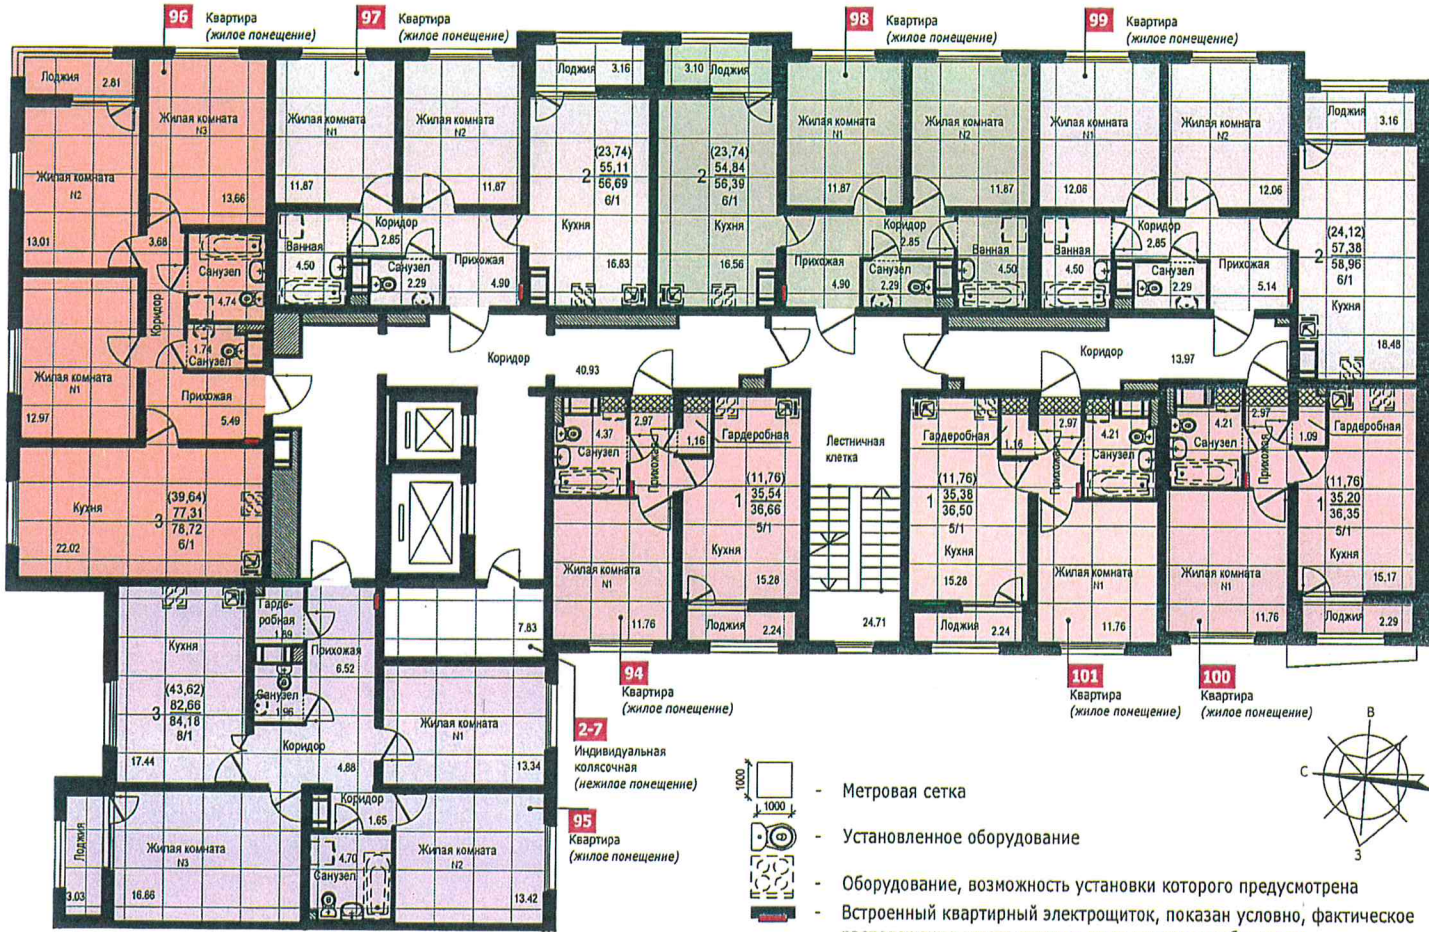 96
Квартира
(жилое помещение)
97
Квартира
(жилое помещение)
98
Квартира
(жилое помещение)
99
Квартира
(жилое помещение)
Лоджия 2.81
Жилая комната
N3
13.66
Жилая комната
N2
13.01
3.68
Санузел
4.74
Коридор
1.74
Санузел
Жилая комната
N1
12.97
Прихожая
5.49
Кухня
22.02
3
(39,64)
77,31
78,72
6/1
Жилая комната
N1
11.87
Жилая комната
N2
11.87
Лоджия 3.16
2
(23,74)
55,11
56,69
6/1
Кухня
16.83
Ванная
4.50
Коридор
2.85
Санузел
2.29
Прихожая
4.90
3.10 Лоджия
2
(23,74)
54,84
56,39
6/1
Кухня
16.56
Жилая комната
N1
11.87
Жилая комната
N2
11.87
Прихожая
4.90
Коридор
2.85
Санузел
2.29
4.50
Жилая комната
N1
12.06
Жилая комната
N2
12.06
Ванная
4.50
Коридор
2.85
Санузел
2.29
Прихожая
5.14
Лоджия
3.16
2
(24,12)
57,38
58,96
6/1
Кухня
18.48
Коридор
40.93
Коридор
13.97
4.37
Санузел
2.97
Прихожая
1.16
Гардеробная
1
(11,76)
35,54
36,66
5/1
Кухня
15.28
Жилая комната
N1
11.76
Лоджия
2.24
Лестничная
клетка
24.71
Гардеробная
1.16
2.97
Прихожая
4.21
Санузел
1
(11,76)
35,38
36,50
5/1
Кухня
15.28
Лоджия
2.24
Жилая комната
N1
11.76
4.21
Санузел
2.97
Прихожая
1.09
Гардеробная
1
(11,76)
35,20
36,35
5/1
Кухня
15.17
Жилая комната
N1
11.76
Лоджия
2.29
Кухня
3
(43,62)
82,66
84,18
8/1
17.44
Гарде-
робная
1.69
Прихожая
6.52
Санузел
1.96
7.83
Жилая комната
N1
13.34
Коридор
4.88
Лоджия
3.03
Жилая комната
N3
16.66
Коридор
1.65
4.70
Санузел
Жилая комната
N2
13.42
94
Квартира
(жилое помещение)
2-7
Индивидуальная
колясочная
(нежилое помещение)
95
Квартира
(жилое помещение)
101
Квартира
(жилое помещение)
100
Квартира
(жилое помещение)
В
С
З
1000
1000
- Метровая сетка
- Установленное оборудование
- Оборудование, возможность установки которого предусмотрена
- Встроенный квартирный электрощиток, показан условно, фактическое